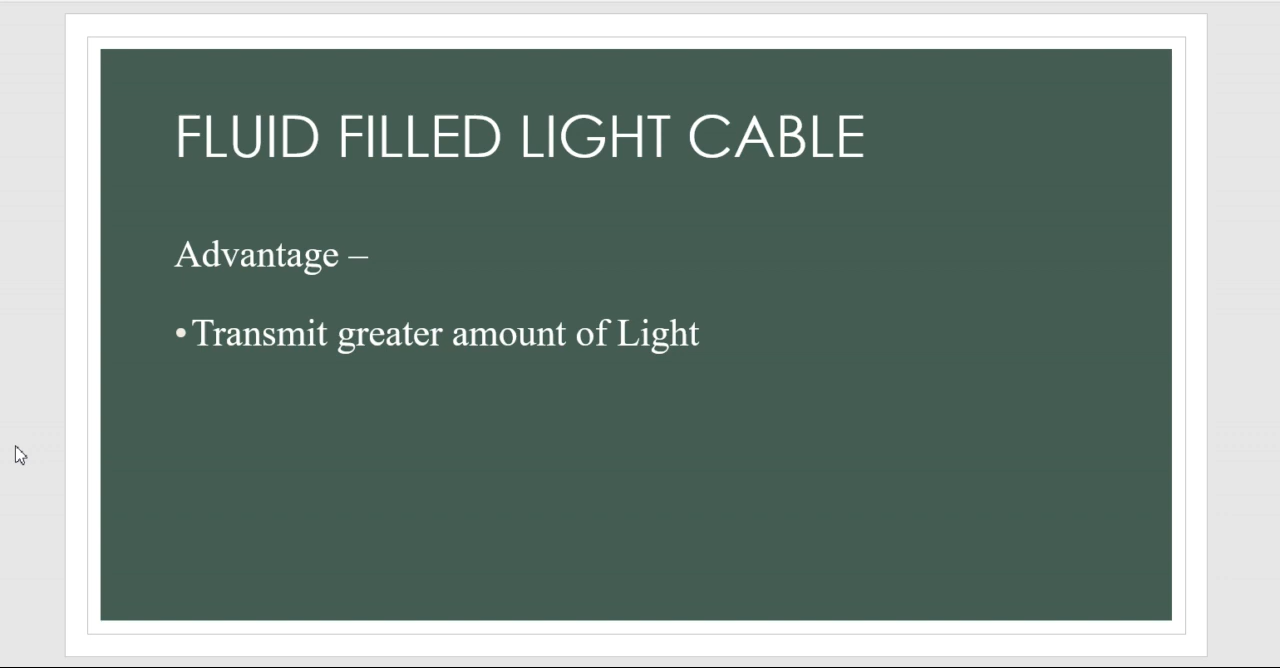 FLUID FILLED LIGHT CABLE
Advantage –
• Transmit greater amount of Light